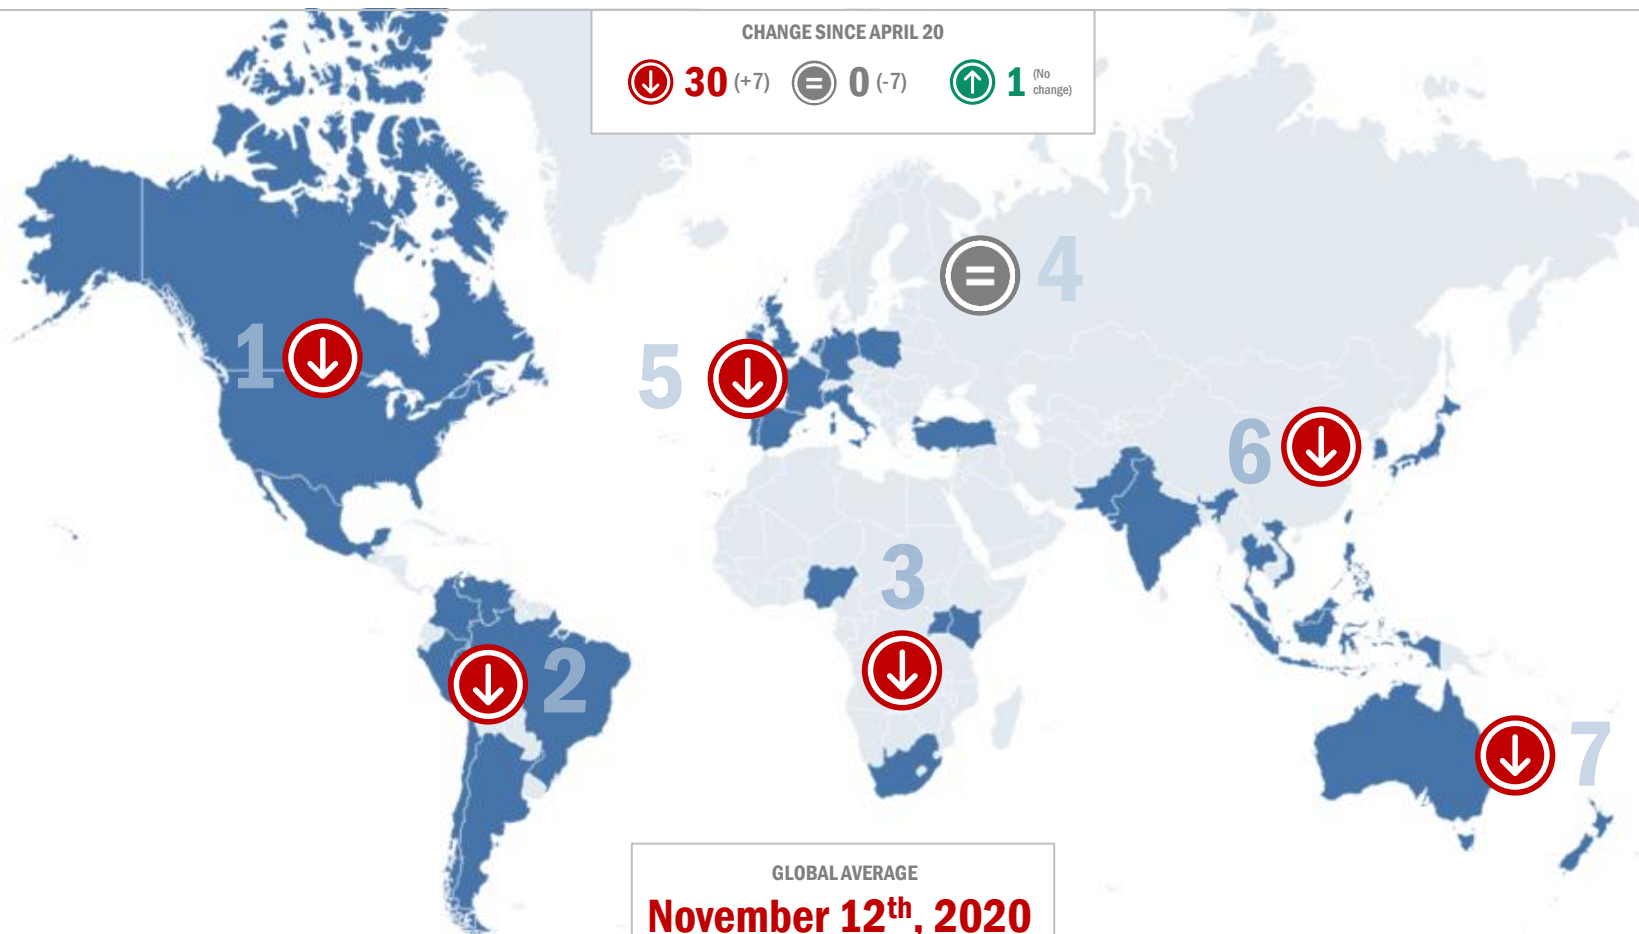 CHANGE SINCE APRIL 20
30 (+7) = 0 (-7) 1 (No change)
4
1
5
6
3
2
7
GLOBAL AVERAGE
November 12th, 2020